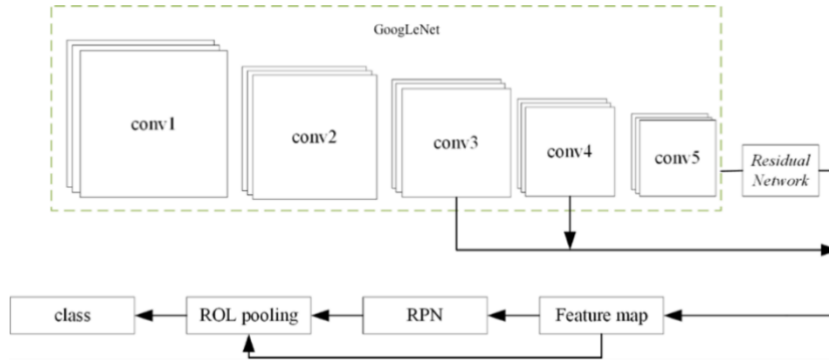 GoogLeNet
conv1
conv2
conv3
conv4
conv5
Residual
Network
class
ROL pooling
RPN
Feature map